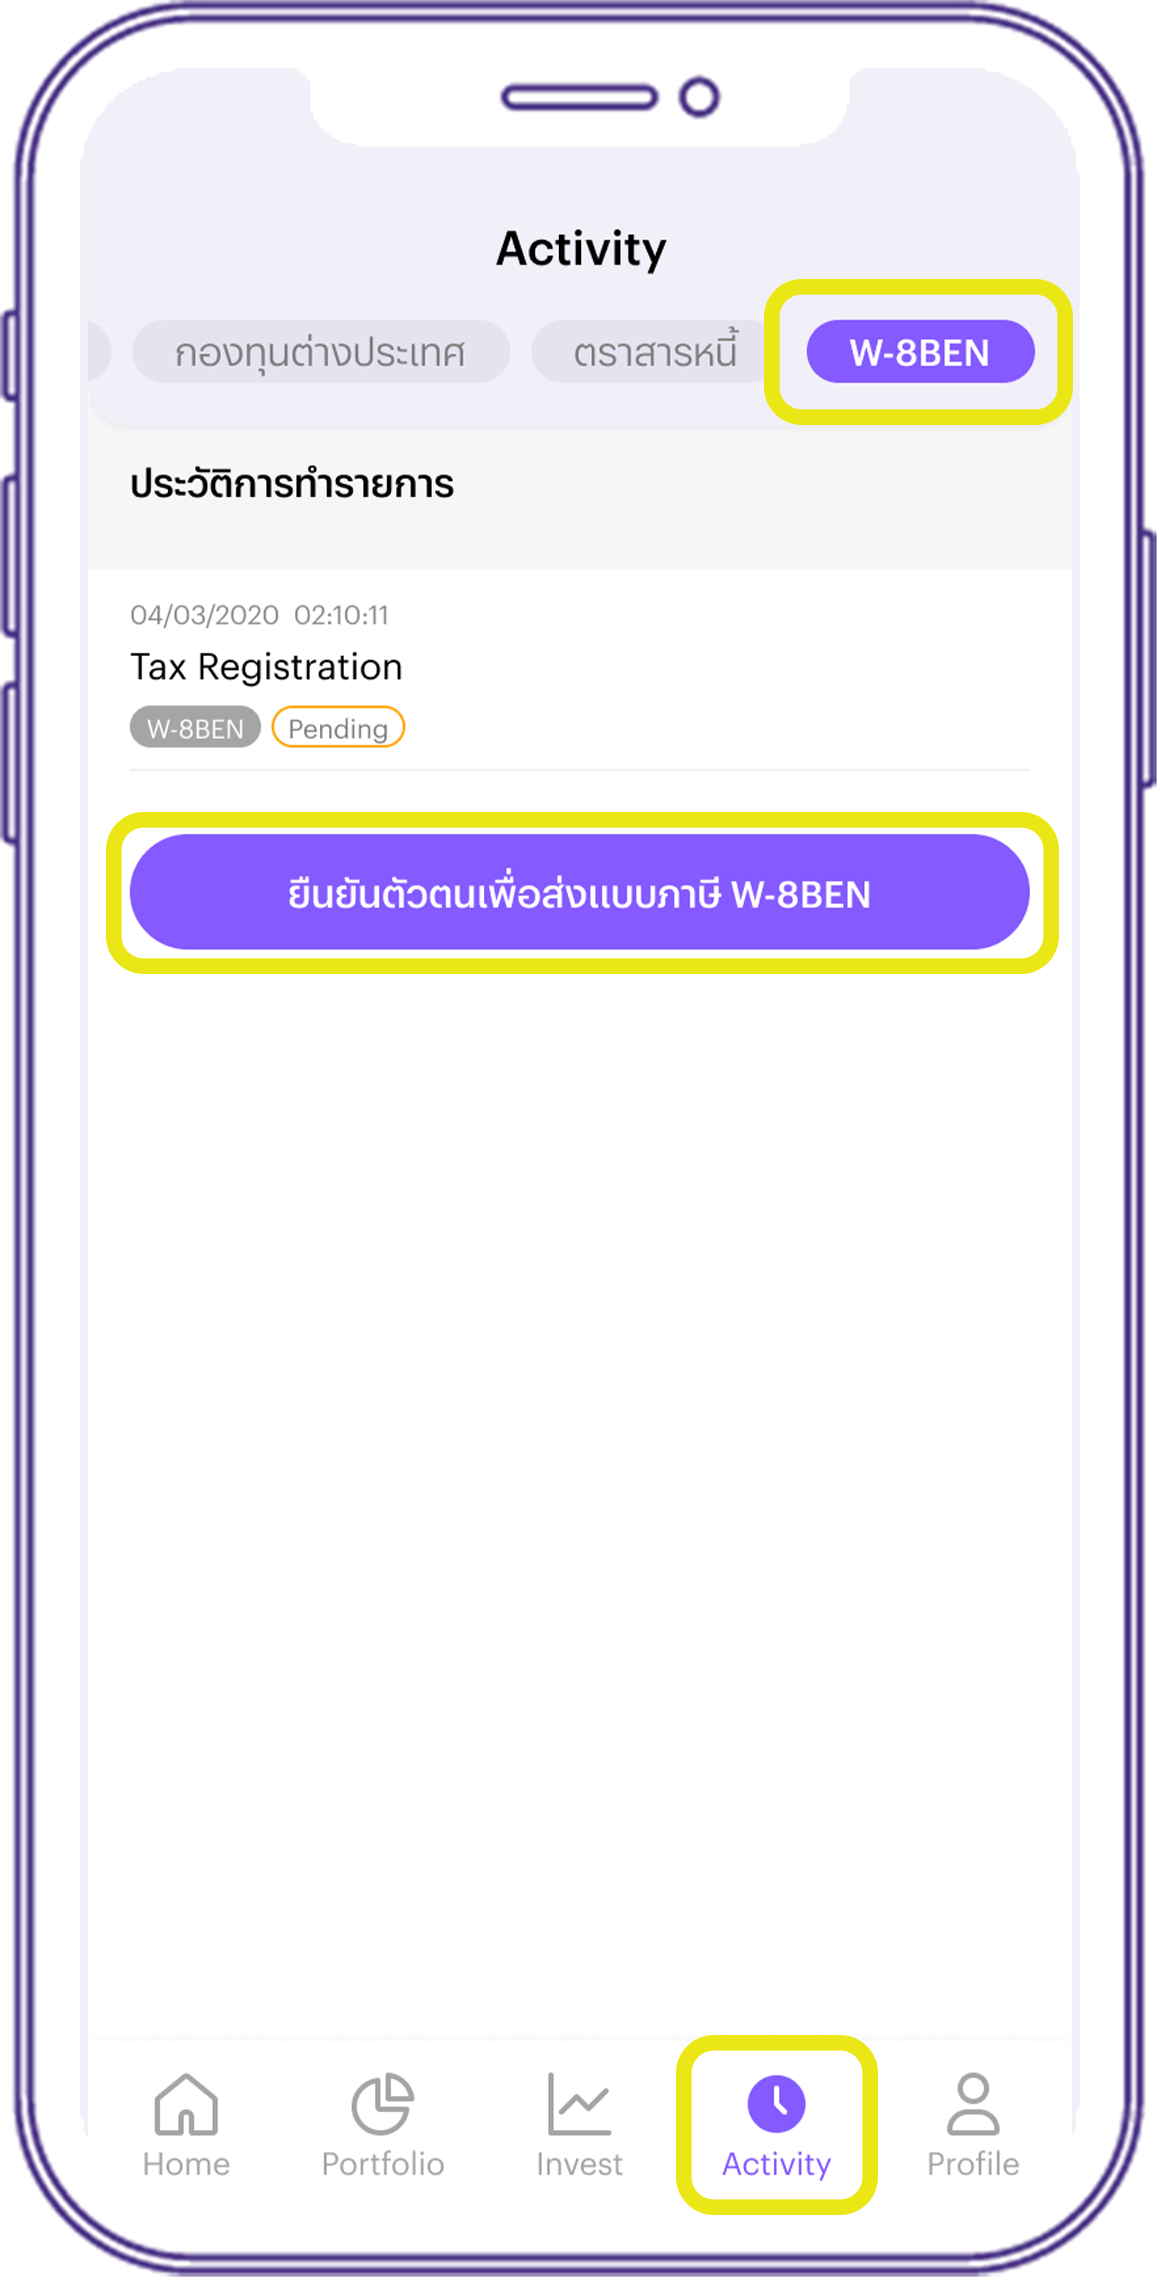 Activity
กองทุนต่างประเทศ ตราสารหนี้ W-8BEN
ประวัติการทำรายการ
04/03/2020 02:10:11
Tax Registration
W-8BEN Pending
ยืนยันตัวตนเพื่อส่งแบบภาษี W-8BEN
Home Portfolio Invest Activity Profile